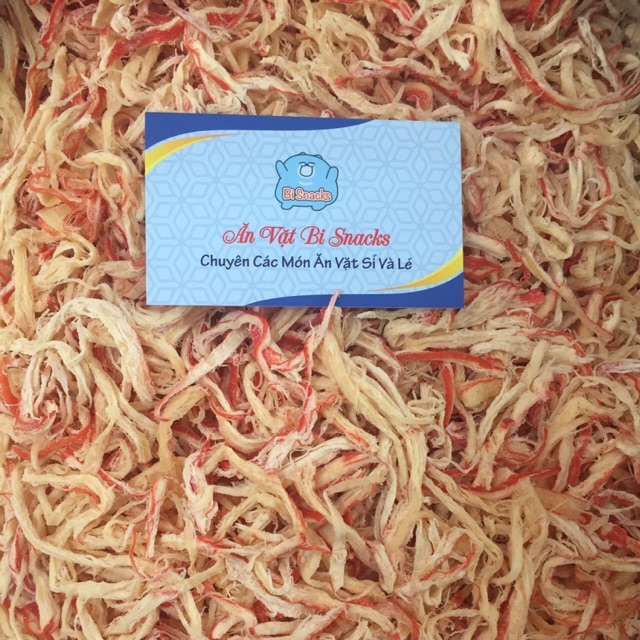 Bi Snacks
Ăn Vặt Bi Snacks
Chuyên Các Món Ăn Vặt Sỉ Và Lẻ